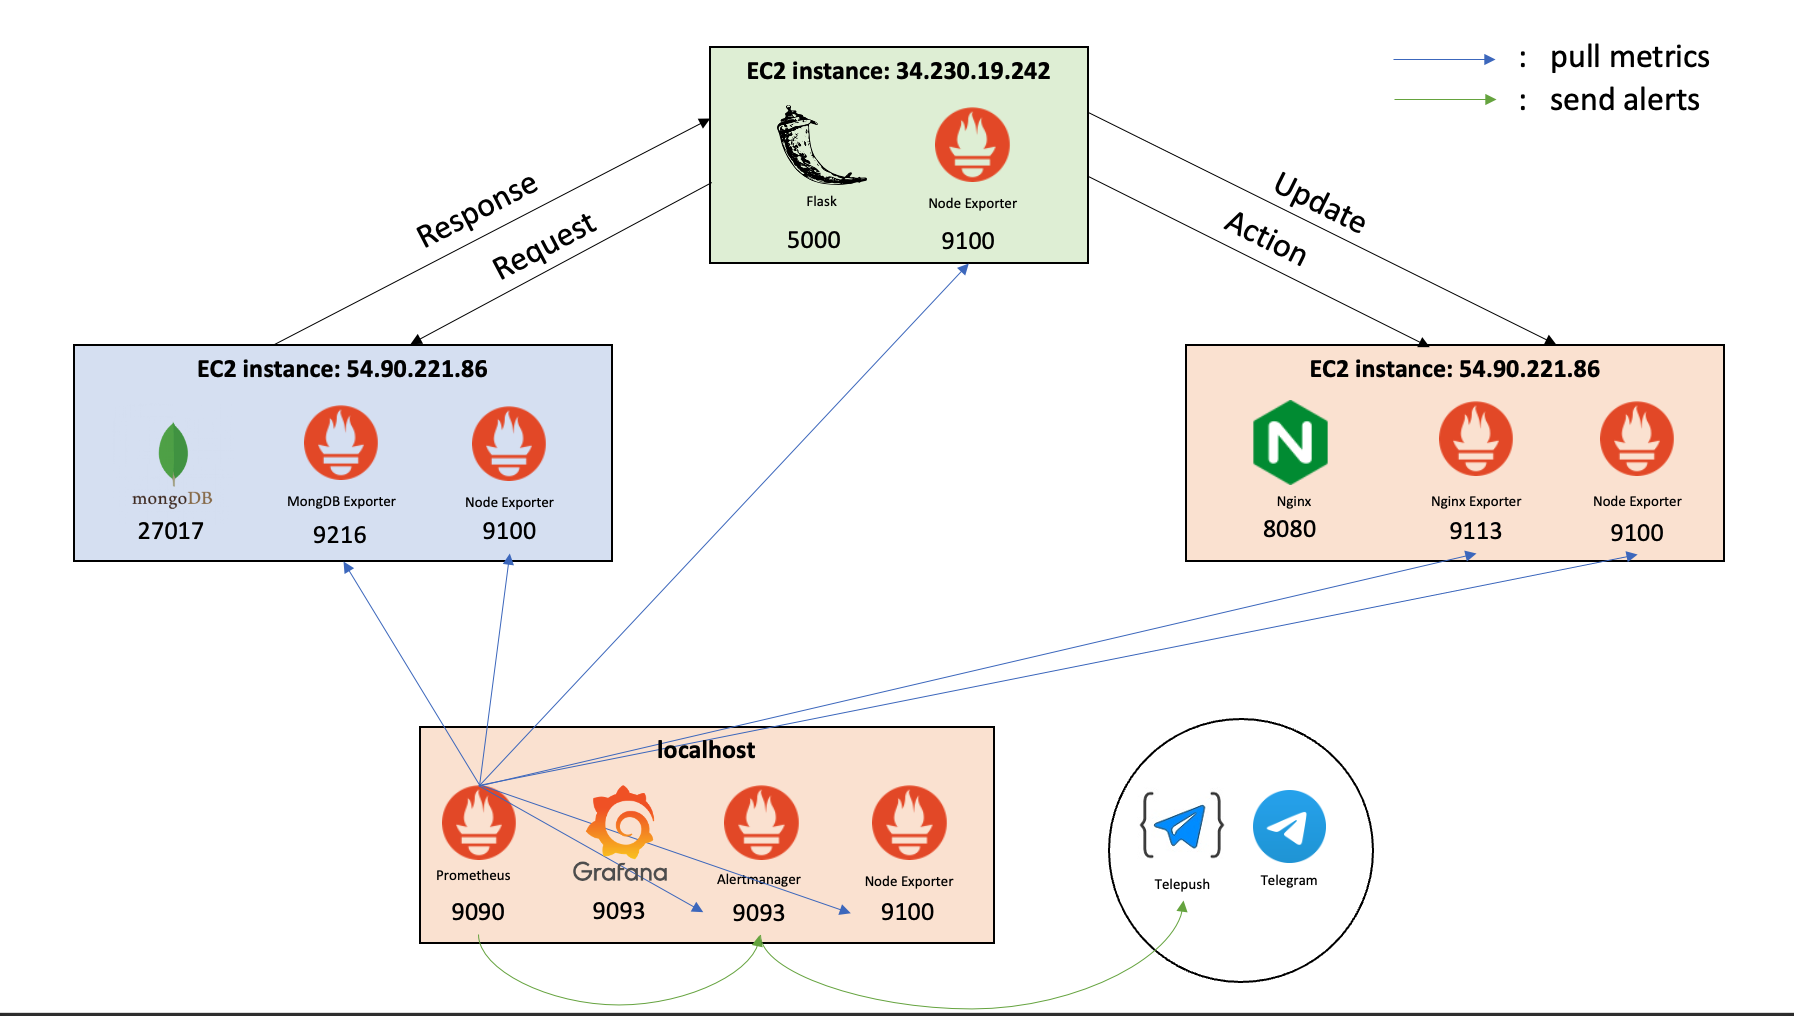 EC2 instance: 34.230.19.242
Flask
Node Exporter
5000
9100
: pull metrics
: send alerts
Response
Request
Update
Action
EC2 instance: 54.90.221.86
mongoDB
MongDB Exporter
Node Exporter
27017
9216
9100
EC2 instance: 54.90.221.86
Nginx
Nginx Exporter
Node Exporter
8080
9113
9100
localhost
Prometheus
Grafana
Alertmanager
Node Exporter
9090
9093
9093
9100
Telepush
Telegram